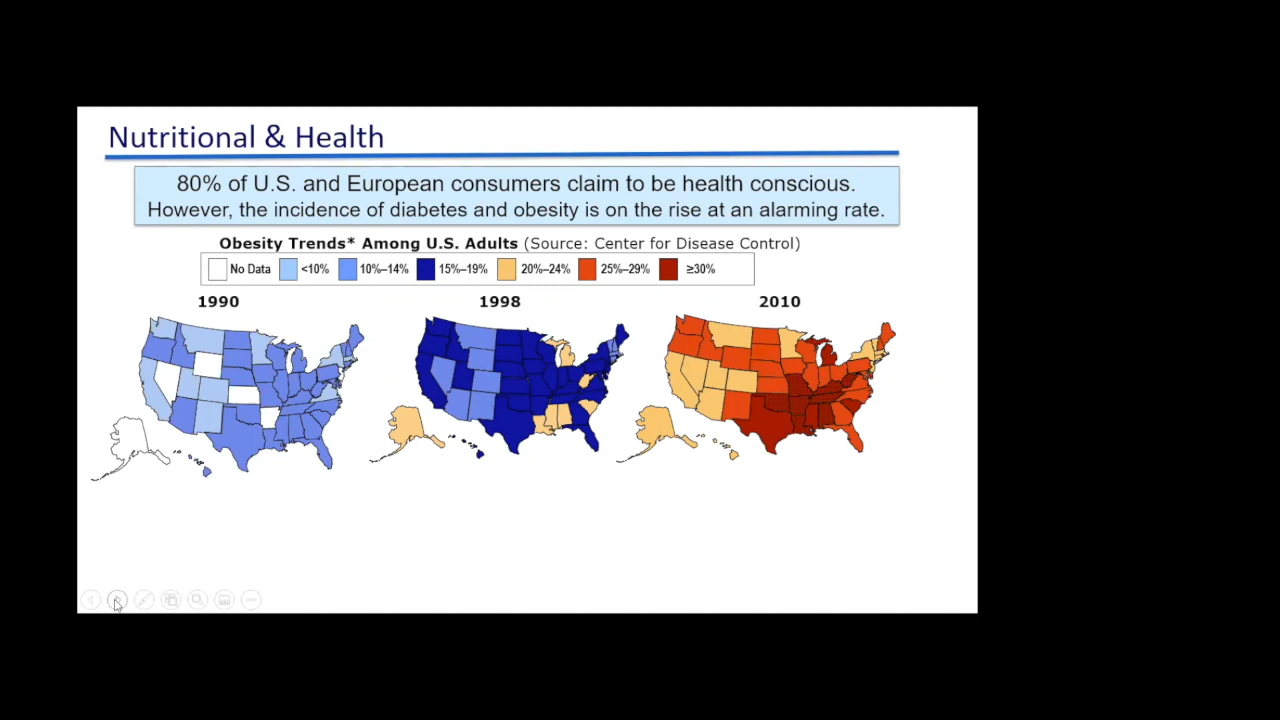 Nutritional & Health
80% of U.S. and European consumers claim to be health conscious.
However, the incidence of diabetes and obesity is on the rise at an alarming rate.
Obesity Trends* Among U.S. Adults (Source: Center for Disease Control)
No Data <10% 10%–14% 15%–19% 20%–24% 25%–29% ≥30%
1990 1998 2010